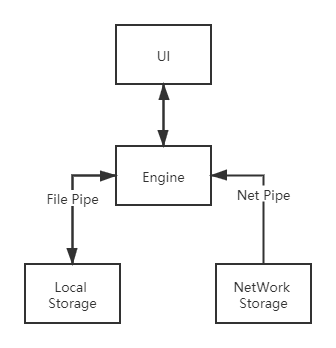 UI
Engine
File Pipe
Net Pipe
Local
Storage
NetWork
Storage